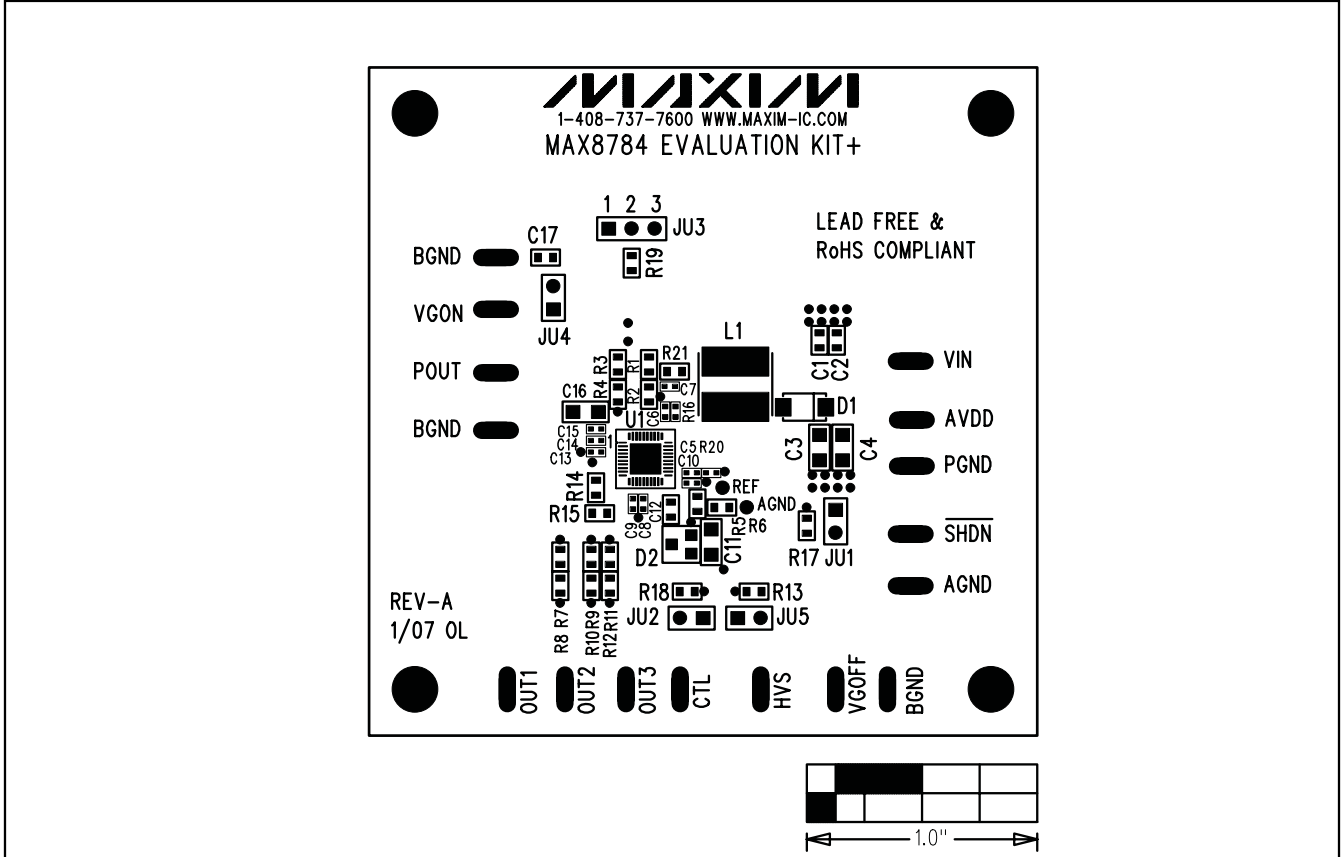 MAXIM
1-408-737-7600 WWW.MAXIM-IC.COM
MAX8784 EVALUATION KIT+
1 2 3
JU3
LEAD FREE &
RoHS COMPLIANT
C17
R19
BGND
VGON
JU4
L1
POUT
R3
R1
R21
C1
C2
VIN
R4
R2
C7
C16
C6
R16
D1
AVDD
BGND
U1
C15
C14
C13
1
C5 R20
C10
C3
C4
PGND
R14
REF
R15
AGND
C9
C8
C12
R5
R6
SHDN
D2
C11
R17 JU1
R18
R13
AGND
REV-A
1/07 OL
JU2
JU5
R8 R7
R10 R9
R12 R11
OUT1
OUT2
OUT3
CTL
HVS
VGOFF
BGND
1.0"